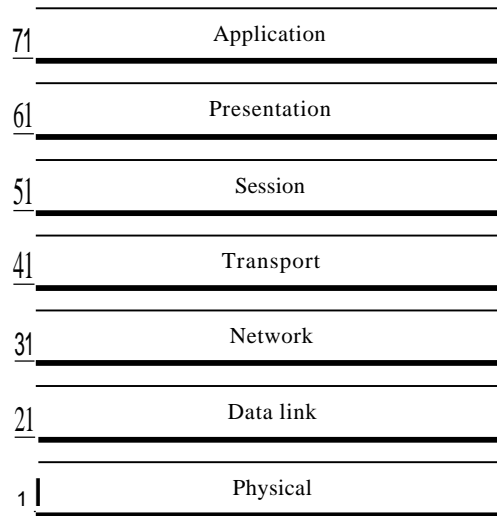 71 Application
61 Presentation
51 Session
41 Transport
31 Network
21 Data link
1 Physical